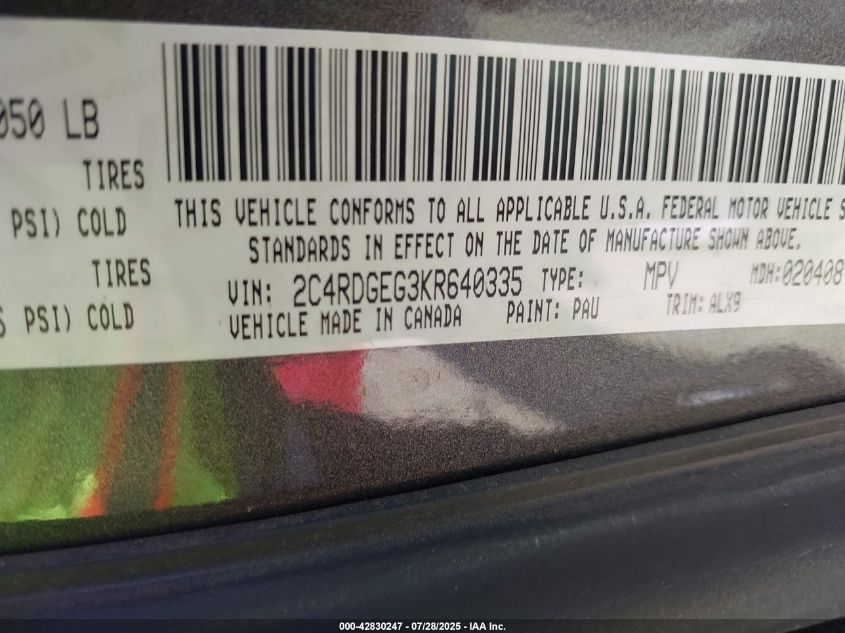 050 LB
TIRES
PSI) COLD
TIRES
PSI) COLD
THIS VEHICLE CONFORMS TO ALL APPLICABLE U.S.A. FEDERAL MOTOR VEHICLE S
STANDARDS IN EFFECT ON THE DATE OF MANUFACTURE SHOWN ABOVE.
VIN: 2C4RDGEG3KR640335 TYPE: MPV MDH:020408
VEHICLE MADE IN CANADA PAINT: PAU TRIM: ALX9
000-42830247 - 07/28/2025 - IAA Inc.